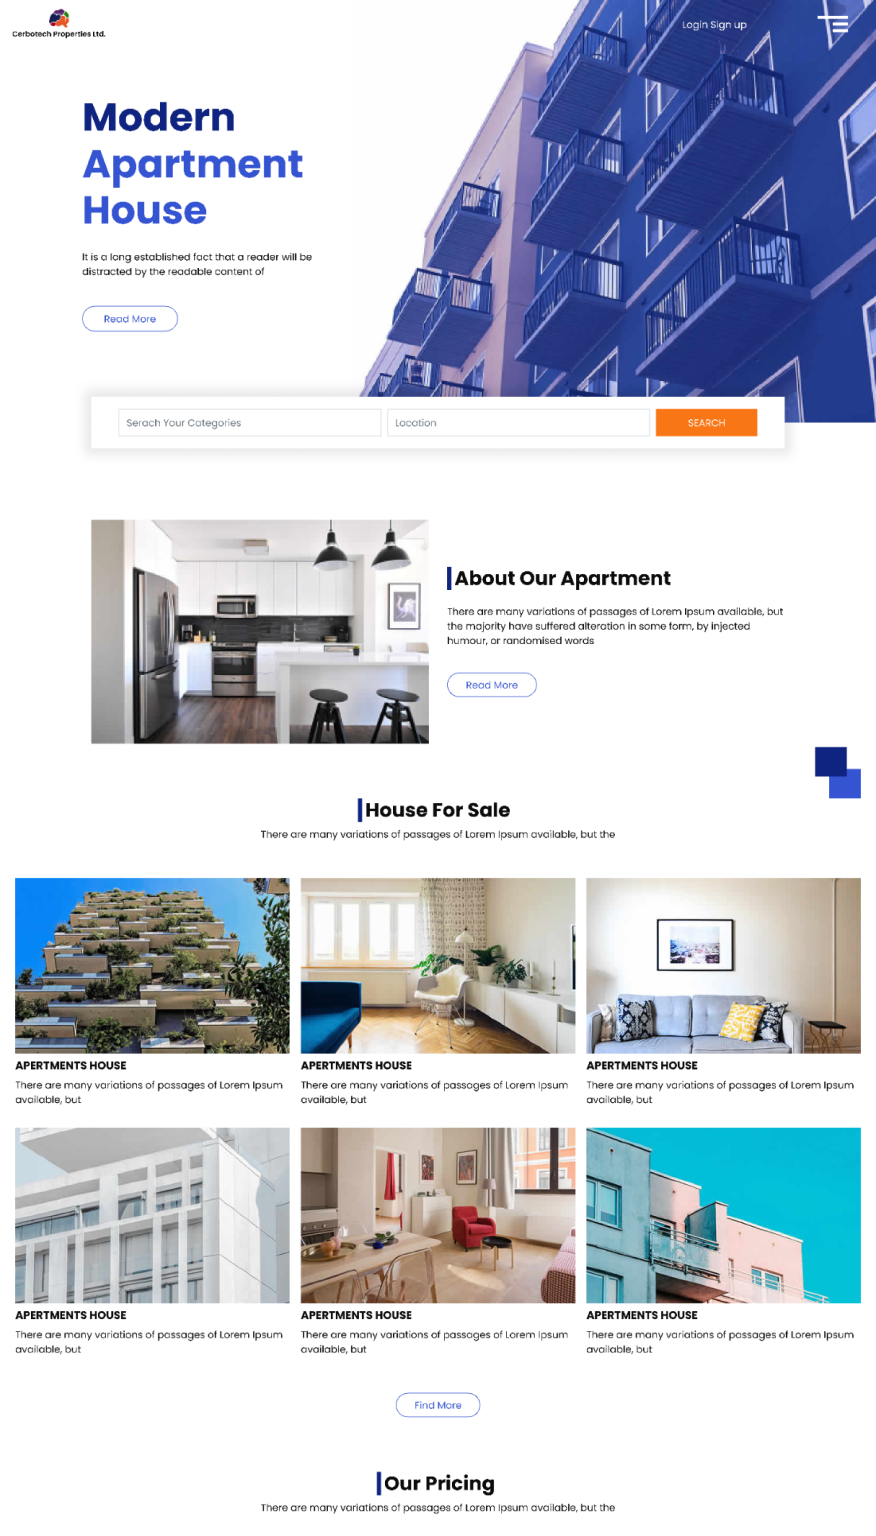 Cerbotech Properties Ltd.
Login Sign up
Modern
Apartment
House
It is a long established fact that a reader will be
distracted by the readable content of
Read More
Serach Your Categories
Location
SEARCH
About Our Apartment
There are many variations of passages of Lorem Ipsum available, but
the majority have suffered alteration in some form, by injected
humour, or randomised words
Read More
House For Sale
There are many variations of passages of Lorem Ipsum available, but the
APERTMENTS HOUSE
There are many variations of passages of Lorem Ipsum
available, but
APERTMENTS HOUSE
There are many variations of passages of Lorem Ipsum
available, but
APERTMENTS HOUSE
There are many variations of passages of Lorem Ipsum
available, but
APERTMENTS HOUSE
There are many variations of passages of Lorem Ipsum
available, but
APERTMENTS HOUSE
There are many variations of passages of Lorem Ipsum
available, but
APERTMENTS HOUSE
There are many variations of passages of Lorem Ipsum
available, but
Find More
Our Pricing
There are many variations of passages of Lorem Ipsum available, but the